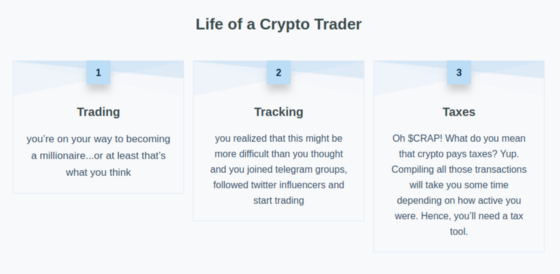 Life of a Crypto Trader
1
Trading
you're on your way to becoming
a millionaire...or at least that's
what you think
2
Tracking
you realized that this might be
more difficult than you thought
and you joined telegram groups,
followed twitter influencers and
start trading
3
Taxes
Oh $CRAP! What do you mean
that crypto pays taxes? Yup.
Compiling all those transactions
will take you some time
depending on how active you
were. Hence, you'll need a tax
tool.